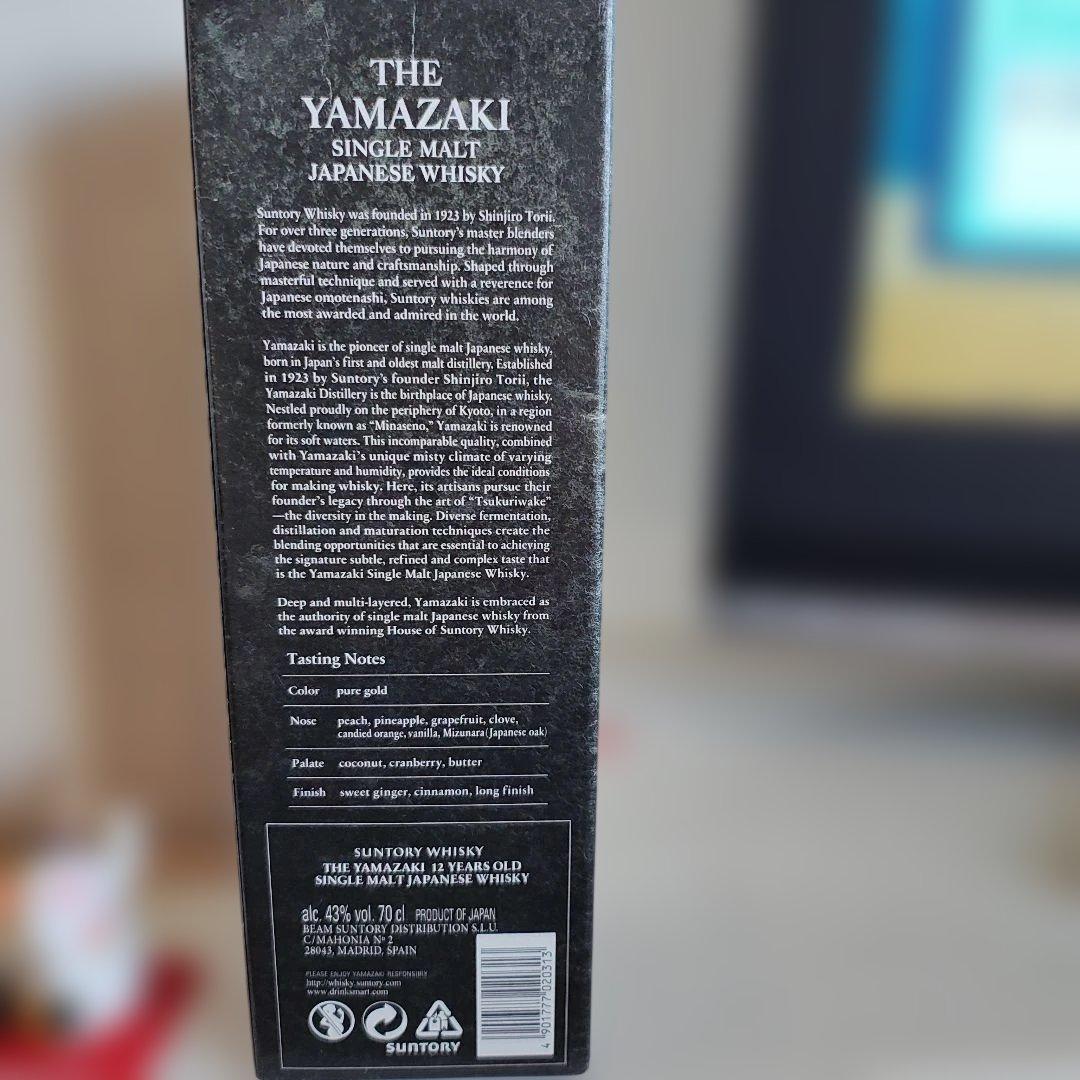 THE
YAMAZAKI
SINGLE MALT
JAPANESE WHISKY
Suntory Whisky was founded in 1923 by Shinjiro Torii.
For over three generations, Suntory's master blenders
have devoted themselves to pursuing the harmony of
Japanese nature and craftsmanship. Shaped through
masterful technique and served with a reverence for
Japanese omotenashi, Suntory whiskies are among
the most awarded and admired in the world.
Yamazaki is the pioneer of single malt Japanese whisky,
born in Japan's first and oldest malt distillery. Established
in 1923 by Suntory's founder Shinjiro Torii, the
Yamazaki Distillery is the birthplace of Japanese whisky.
Nestled proudly on the periphery of Kyoto, in a region
formerly known as “Minaseno,” Yamazaki is renowned
for its soft waters. This incomparable quality, combined
with Yamazaki's unique misty climate of varying
temperature and humidity, provides the ideal conditions
for making whisky. Here, its artisans pursue their
founder's legacy through the art of “Tsukuriwake”
—the diversity in the making. Diverse fermentation,
distillation and maturation techniques create the
blending opportunities that are essential to achieving
the signature subtle, refined and complex taste that
is the Yamazaki Single Malt Japanese Whisky.
Deep and multi-layered, Yamazaki is embraced as
the authority of single malt Japanese whisky from
the award winning House of Suntory Whisky.
Tasting Notes
Color pure gold
Nose peach, pineapple, grapefruit, clove,
candied orange, vanilla, Mizunara (Japanese oak)
Palate coconut, cranberry, butter
Finish sweet ginger, cinnamon, long finish
SUNTORY WHISKY
THE YAMAZAKI 12 YEARS OLD
SINGLE MALT JAPANESE WHISKY
alc. 43% vol. 70 cl PRODUCT OF JAPAN
BEAM SUNTORY DISTRIBUTION S.L.U.
C/MAHONIA Nº 2
28043, MADRID, SPAIN
PLEASE ENJOY YAMAZAKI RESPONSIBLY
http://whisky.suntory.com
www.drinksmart.com
SUNTORY
4 901777 020313